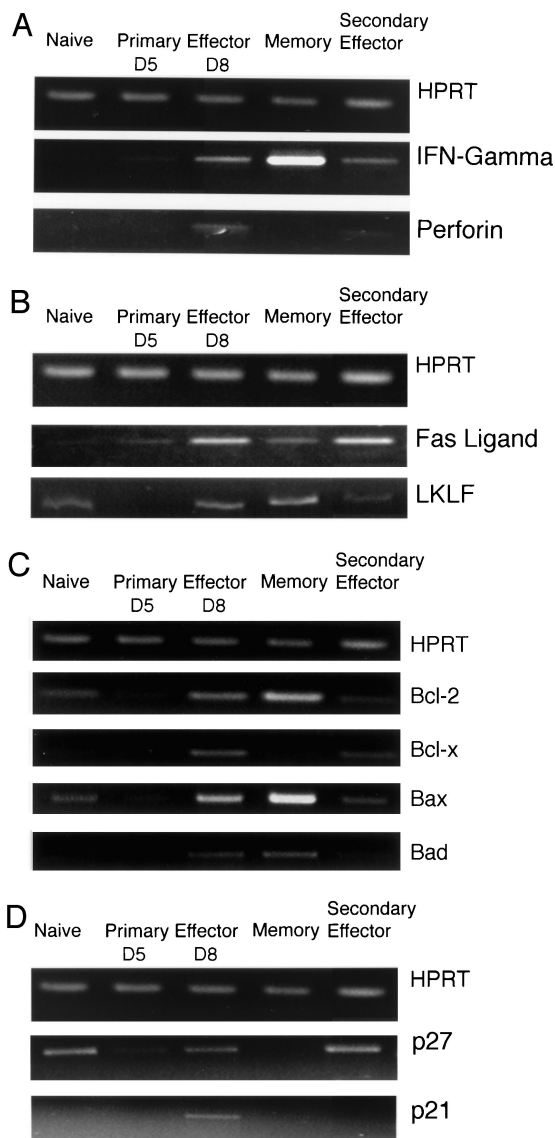 A
Naive Primary Effector Memory Secondary Effector
D5 D8
HPRT
IFN-Gamma
Perforin
B
Naive Primary Effector Memory Secondary Effector
D5 D8
HPRT
Fas Ligand
LKLF
C
Naive Primary Effector Memory Secondary Effector
D5 D8
HPRT
Bcl-2
Bcl-x
Bax
Bad
D
Naive Primary Effector Memory Secondary Effector
D5 D8
HPRT
p27
p21